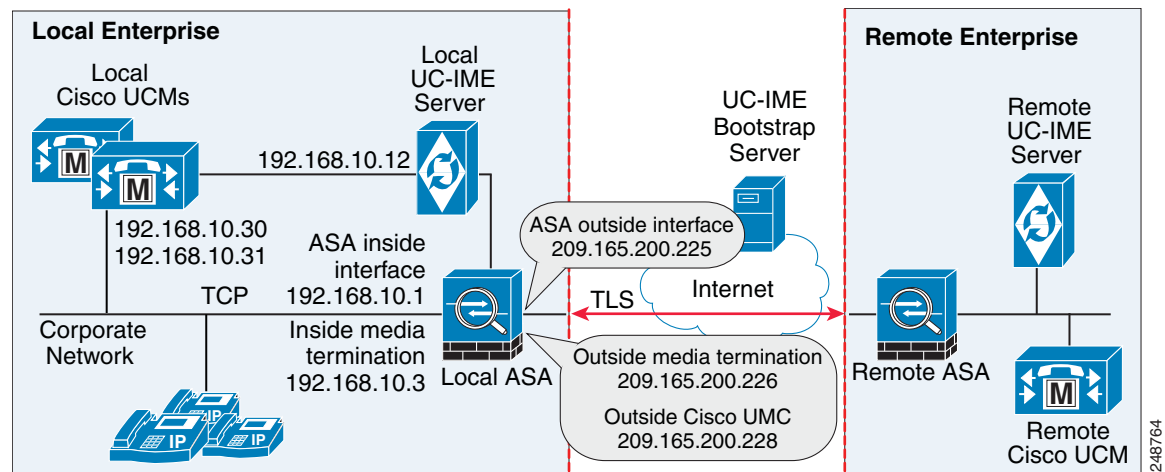 Local Enterprise
Remote Enterprise
Local
Cisco UCMs
Local
UC-IME
Server
UC-IME
Bootstrap
Server
Remote
UC-IME
Server
M
M
192.168.10.12
192.168.10.30
192.168.10.31
ASA inside
interface
192.168.10.1
ASA outside interface
209.165.200.225
TCP
TLS
Internet
Corporate
Network
Inside media
termination
192.168.10.3
Local ASA
Outside media termination
209.165.200.226
Outside Cisco UMC
209.165.200.228
Remote ASA
M
Remote
Cisco UCM
IP
IP
IP
248764